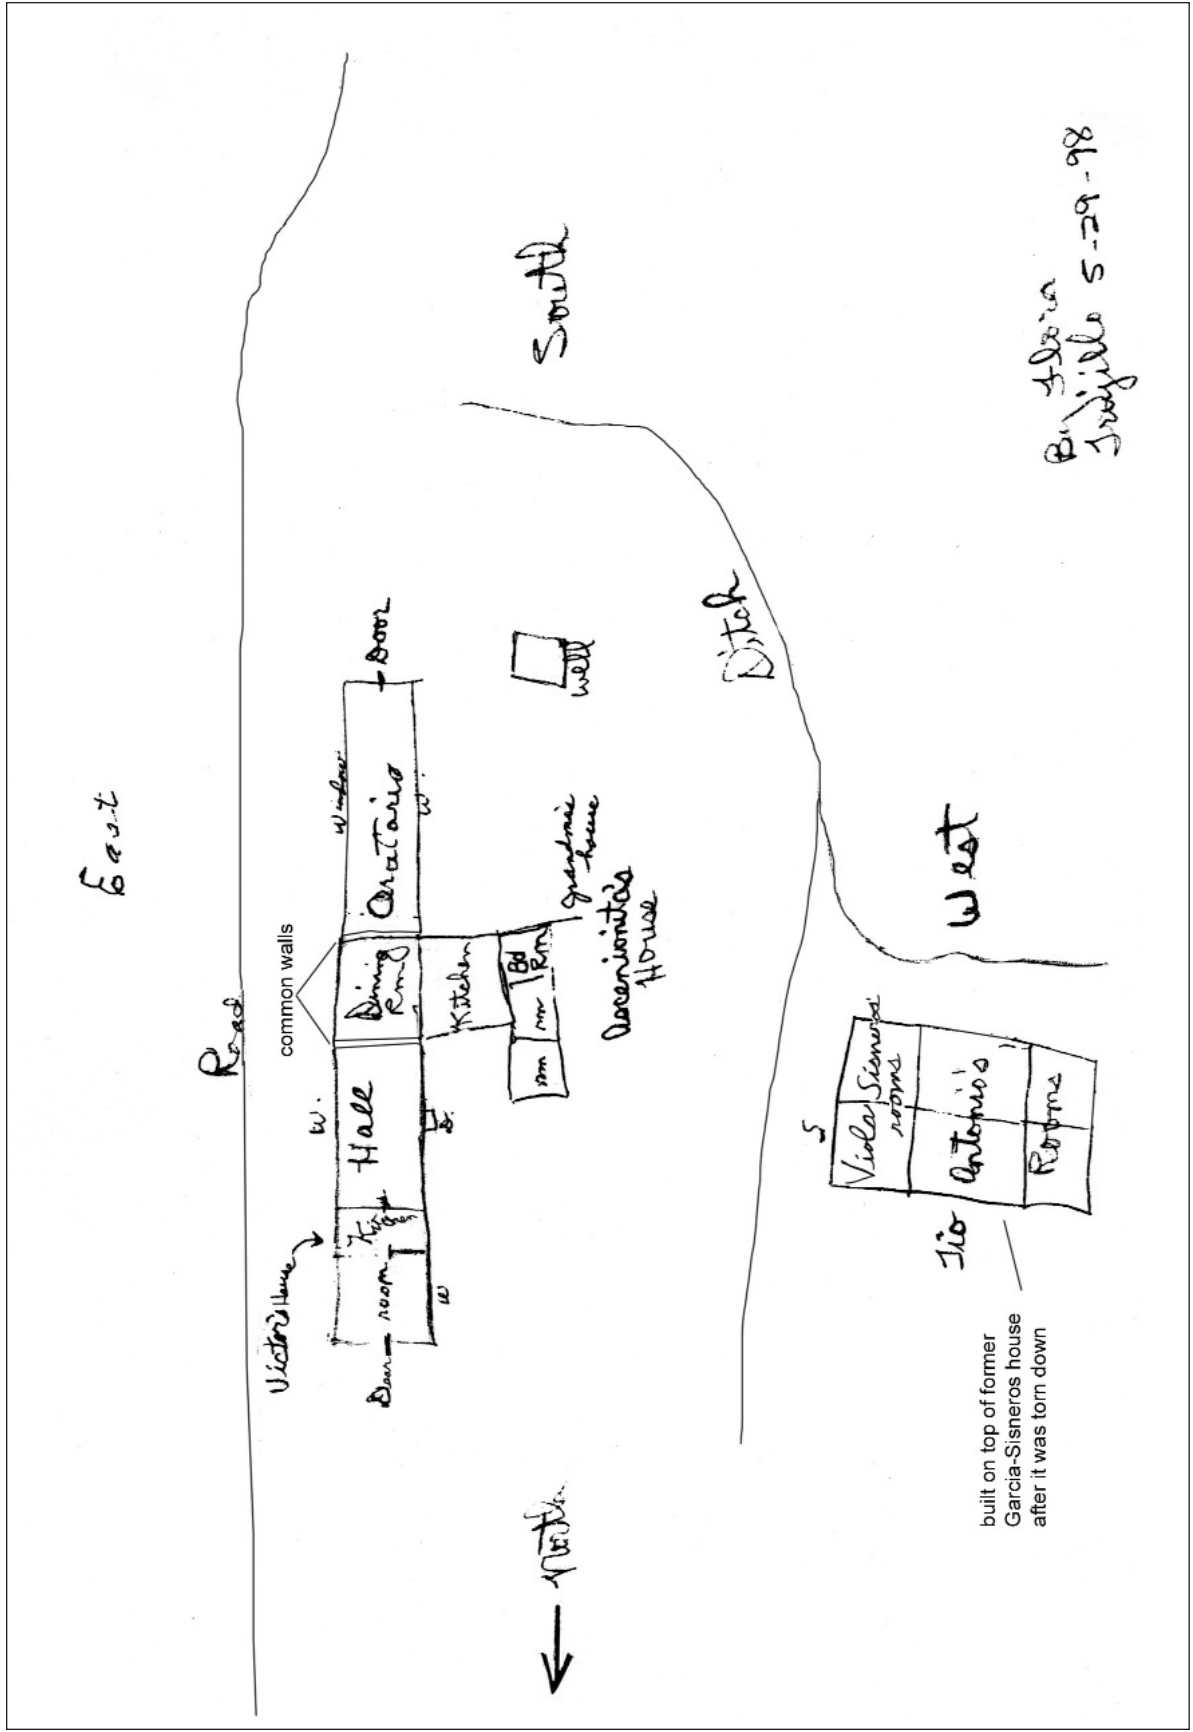 East
Road
common walls
Victor's House
W.
Window
Door
room
Kitchen
Hall
Dining
Rm
Oratorio
Door
W
D.
W.
Kitchen
Bd
Rm
rm
rm
grandma's
house
Ascenionita's
House
well
North
South
Ditch
West
S
Viola Sisneros'
rooms
Tio Antonio's
Rooms
built on top of former
Garcia-Sisneros house
after it was torn down
By
Trujillo 5-29-98